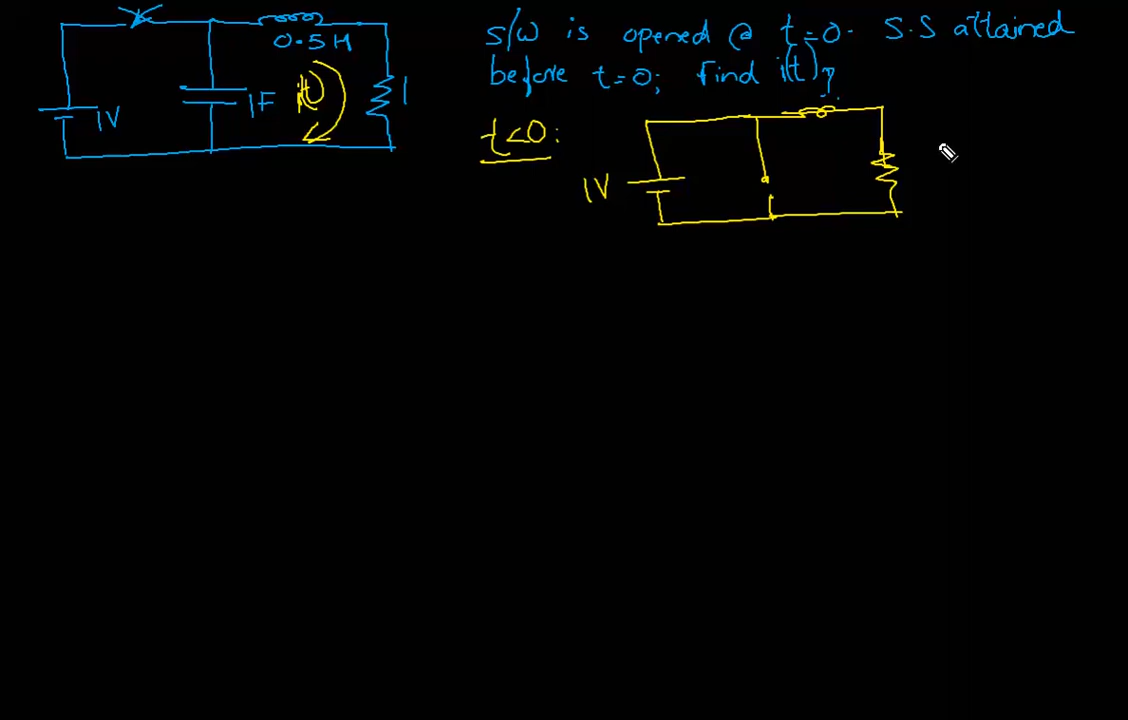 s/w is opened @ t=0. S.S attained
before t=0; find i(t)?
0.5H
1V
1F
i(t)
1
t<0:
1V